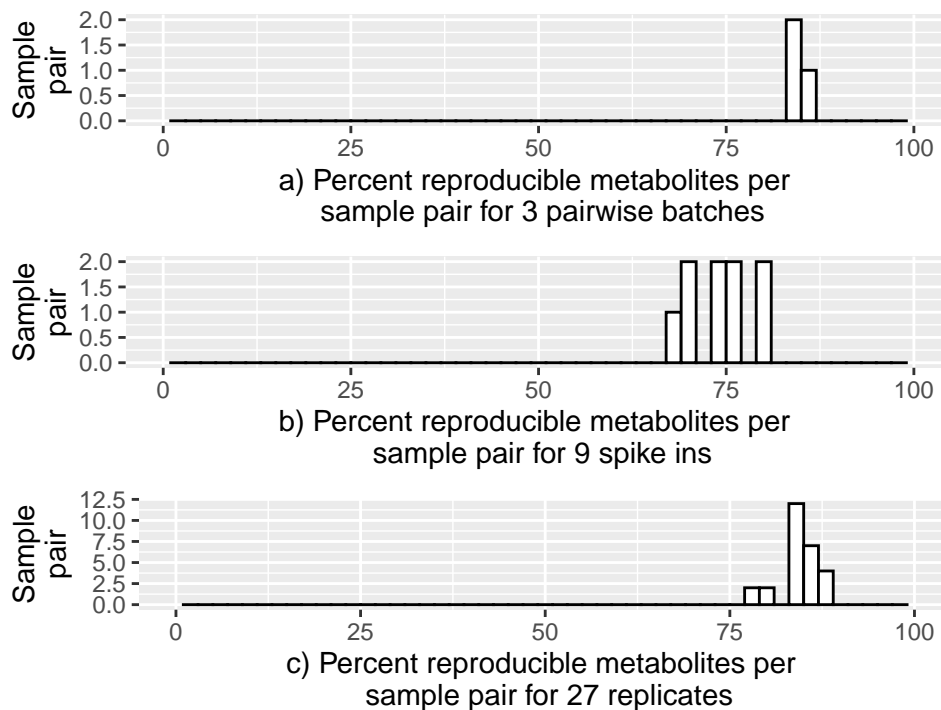 Sample
pair
2.0
1.5
1.0
0.5
0.0
0 25 50 75 100
a) Percent reproducible metabolites per
sample pair for 3 pairwise batches
Sample
pair
2.0
1.5
1.0
0.5
0.0
0 25 50 75 100
b) Percent reproducible metabolites per
sample pair for 9 spike ins
Sample
pair
12.5
10.0
7.5
5.0
2.5
0.0
0 25 50 75 100
c) Percent reproducible metabolites per
sample pair for 27 replicates